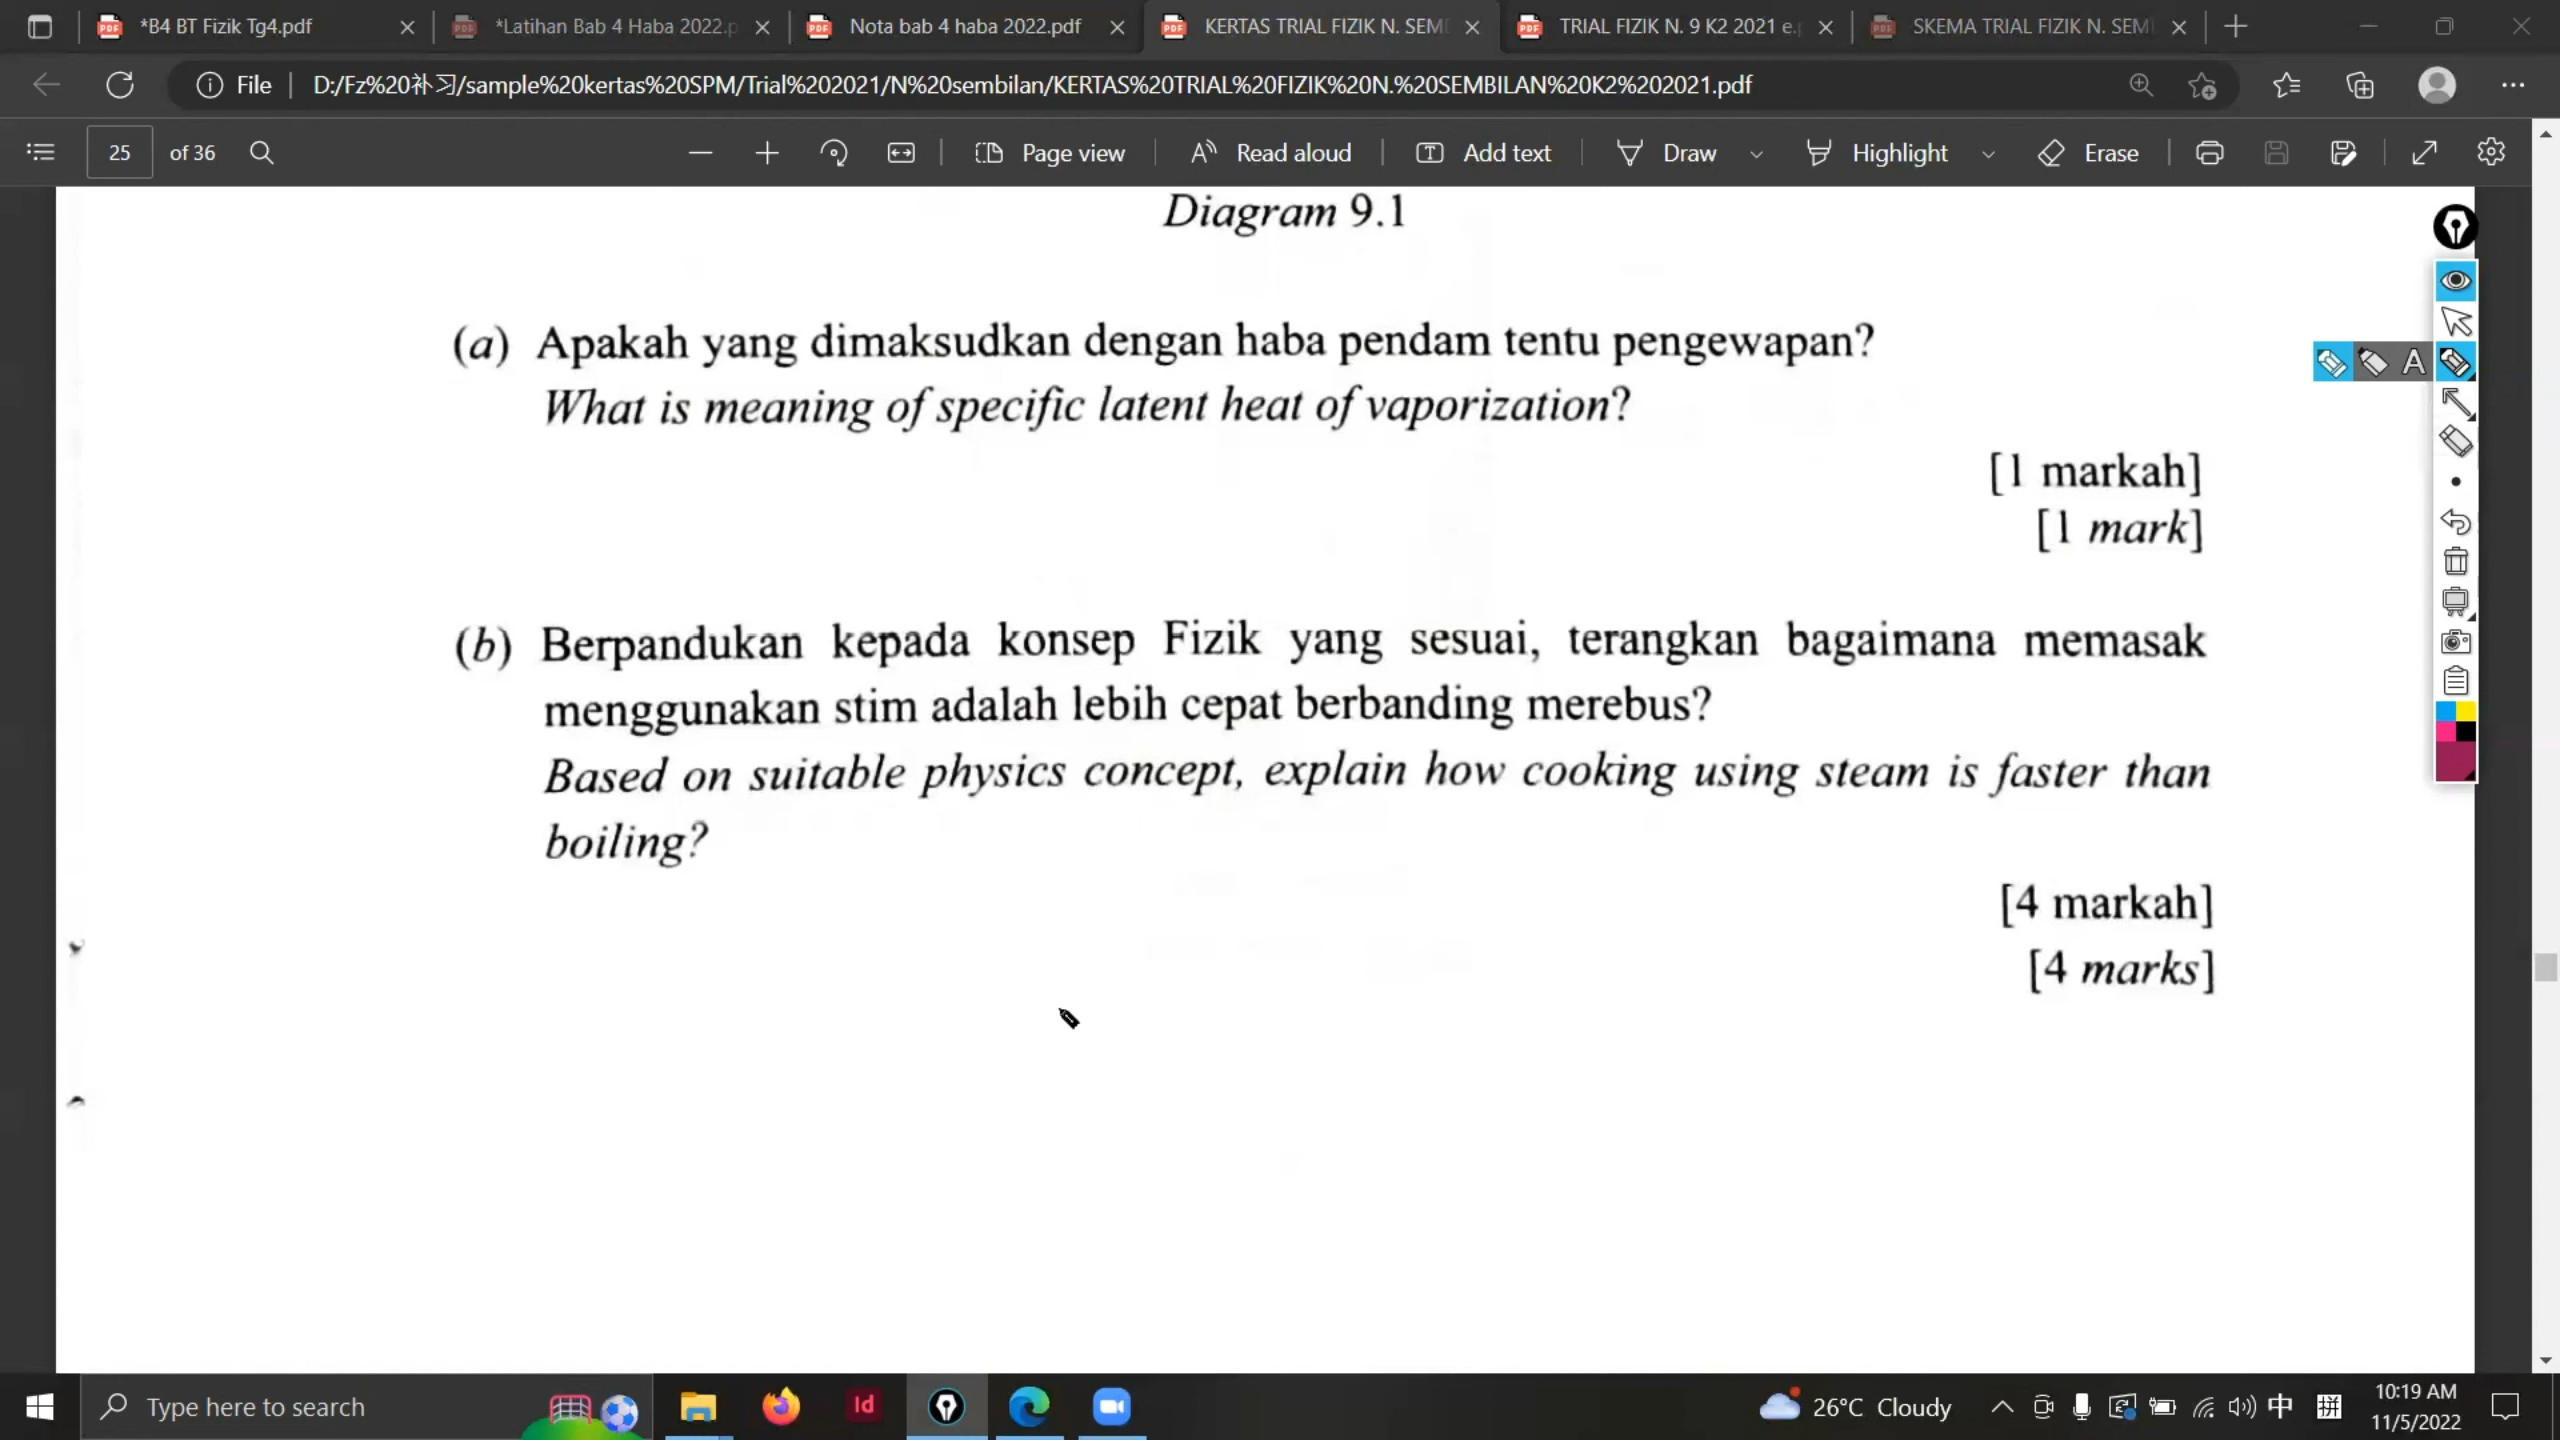 *B4 BT Fizik Tg4.pdf
*Latihan Bab 4 Haba 2022.p
Nota bab 4 haba 2022.pdf
KERTAS TRIAL FIZIK N. SEM
TRIAL FIZIK N. 9 K2 2021 e.
SKEMA TRIAL FIZIK N. SEM
File
D:/Fz%20补习/sample%20kertas%20SPM/Trial%202021/N%20sembilan/KERTAS%20TRIAL%20FIZIK%20N.%20SEMBILAN%20K2%202021.pdf
25 of 36
Page view
Read aloud
Add text
Draw
Highlight
Erase
Diagram 9.1
(a) Apakah yang dimaksudkan dengan haba pendam tentu pengewapan?
What is meaning of specific latent heat of vaporization?
[1 markah]
[1 mark]
(b) Berpandukan kepada konsep Fizik yang sesuai, terangkan bagaimana memasak
menggunakan stim adalah lebih cepat berbanding merebus?
Based on suitable physics concept, explain how cooking using steam is faster than
boiling?
[4 markah]
[4 marks]
Type here to search
Id
26°C Cloudy
中
拼
10:19 AM
11/5/2022